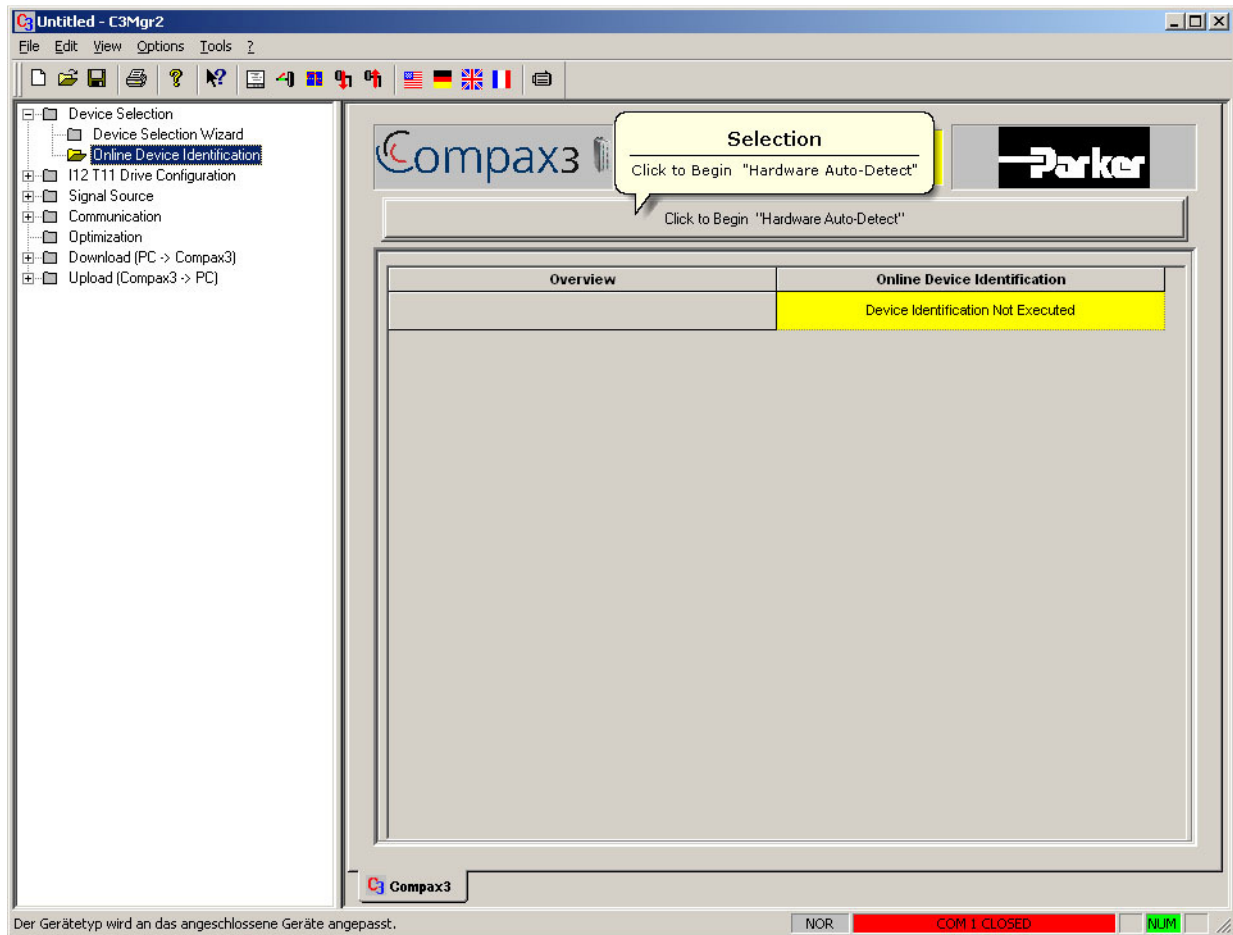 Untitled - C3Mgr2
File Edit View Options Tools ?
Device Selection
Device Selection Wizard
Online Device Identification
I12 T11 Drive Configuration
Signal Source
Communication
Optimization
Download (PC -> Compax3)
Upload (Compax3 -> PC)
Compax3
Selection
Click to Begin "Hardware Auto-Detect"
Parker
Click to Begin "Hardware Auto-Detect"
Overview Online Device Identification
Device Identification Not Executed
C3 Compax3
Der Gerätetyp wird an das angeschlossene Geräte angepasst. NOR COM 1 CLOSED NUM